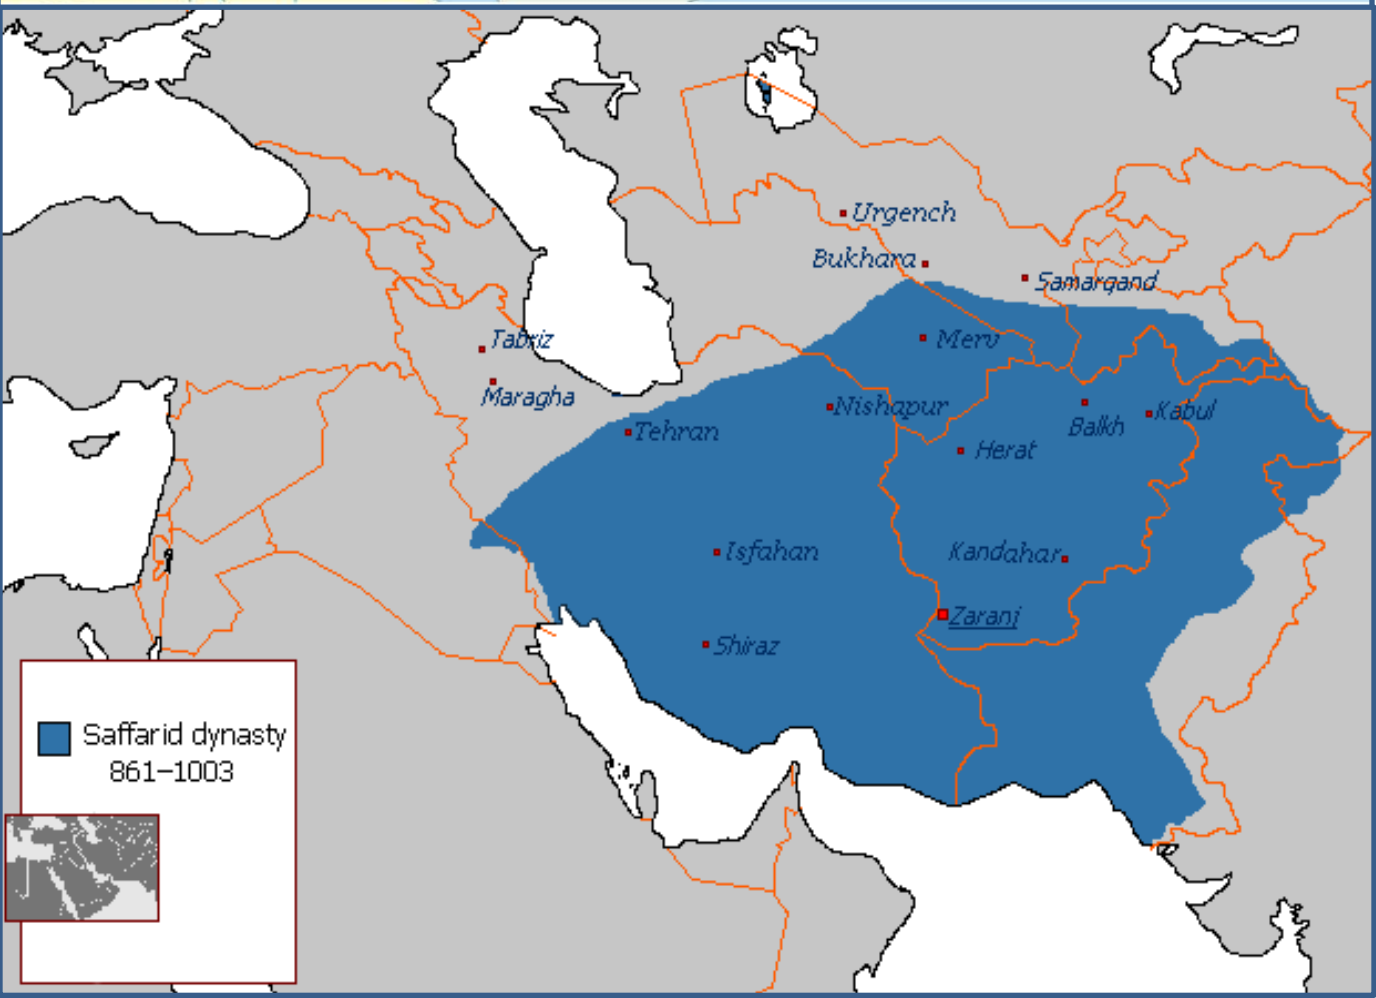 Urgench
Bukhara
Samarqand
Tabriz
Merv
Maragha
Nishapur
Kabul
Tehran
Balkh
Herat
Isfahan
Kandahar
Zaranj
Shiraz
Saffarid dynasty
861–1003